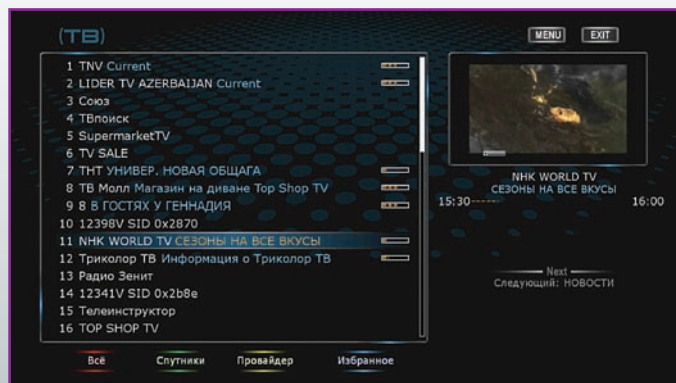 (ТВ)
MENU EXIT
1 TNV Current
2 LIDER TV AZERBAIJAN Current
3 Союз
4 ТВпоиск
5 SupermarketTV
6 TV SALE
7 ТНТ УНИВЕР. НОВАЯ ОБЩАГА
8 ТВ Молл Магазин на диване Top Shop TV
9 8 В ГОСТЯХ У ГЕННАДИЯ
10 12398V SID 0x2870
11 NHK WORLD TV СЕЗОНЫ НА ВСЕ ВКУСЫ
12 Триколор ТВ Информация о Триколор ТВ
13 Радио Зенит
14 12341V SID 0x2b8e
15 Телеинструктор
16 TOP SHOP TV
NHK WORLD TV
СЕЗОНЫ НА ВСЕ ВКУСЫ
15:30 16:00
Next
Следующий: НОВОСТИ
Всё Спутники Провайдер Избранное